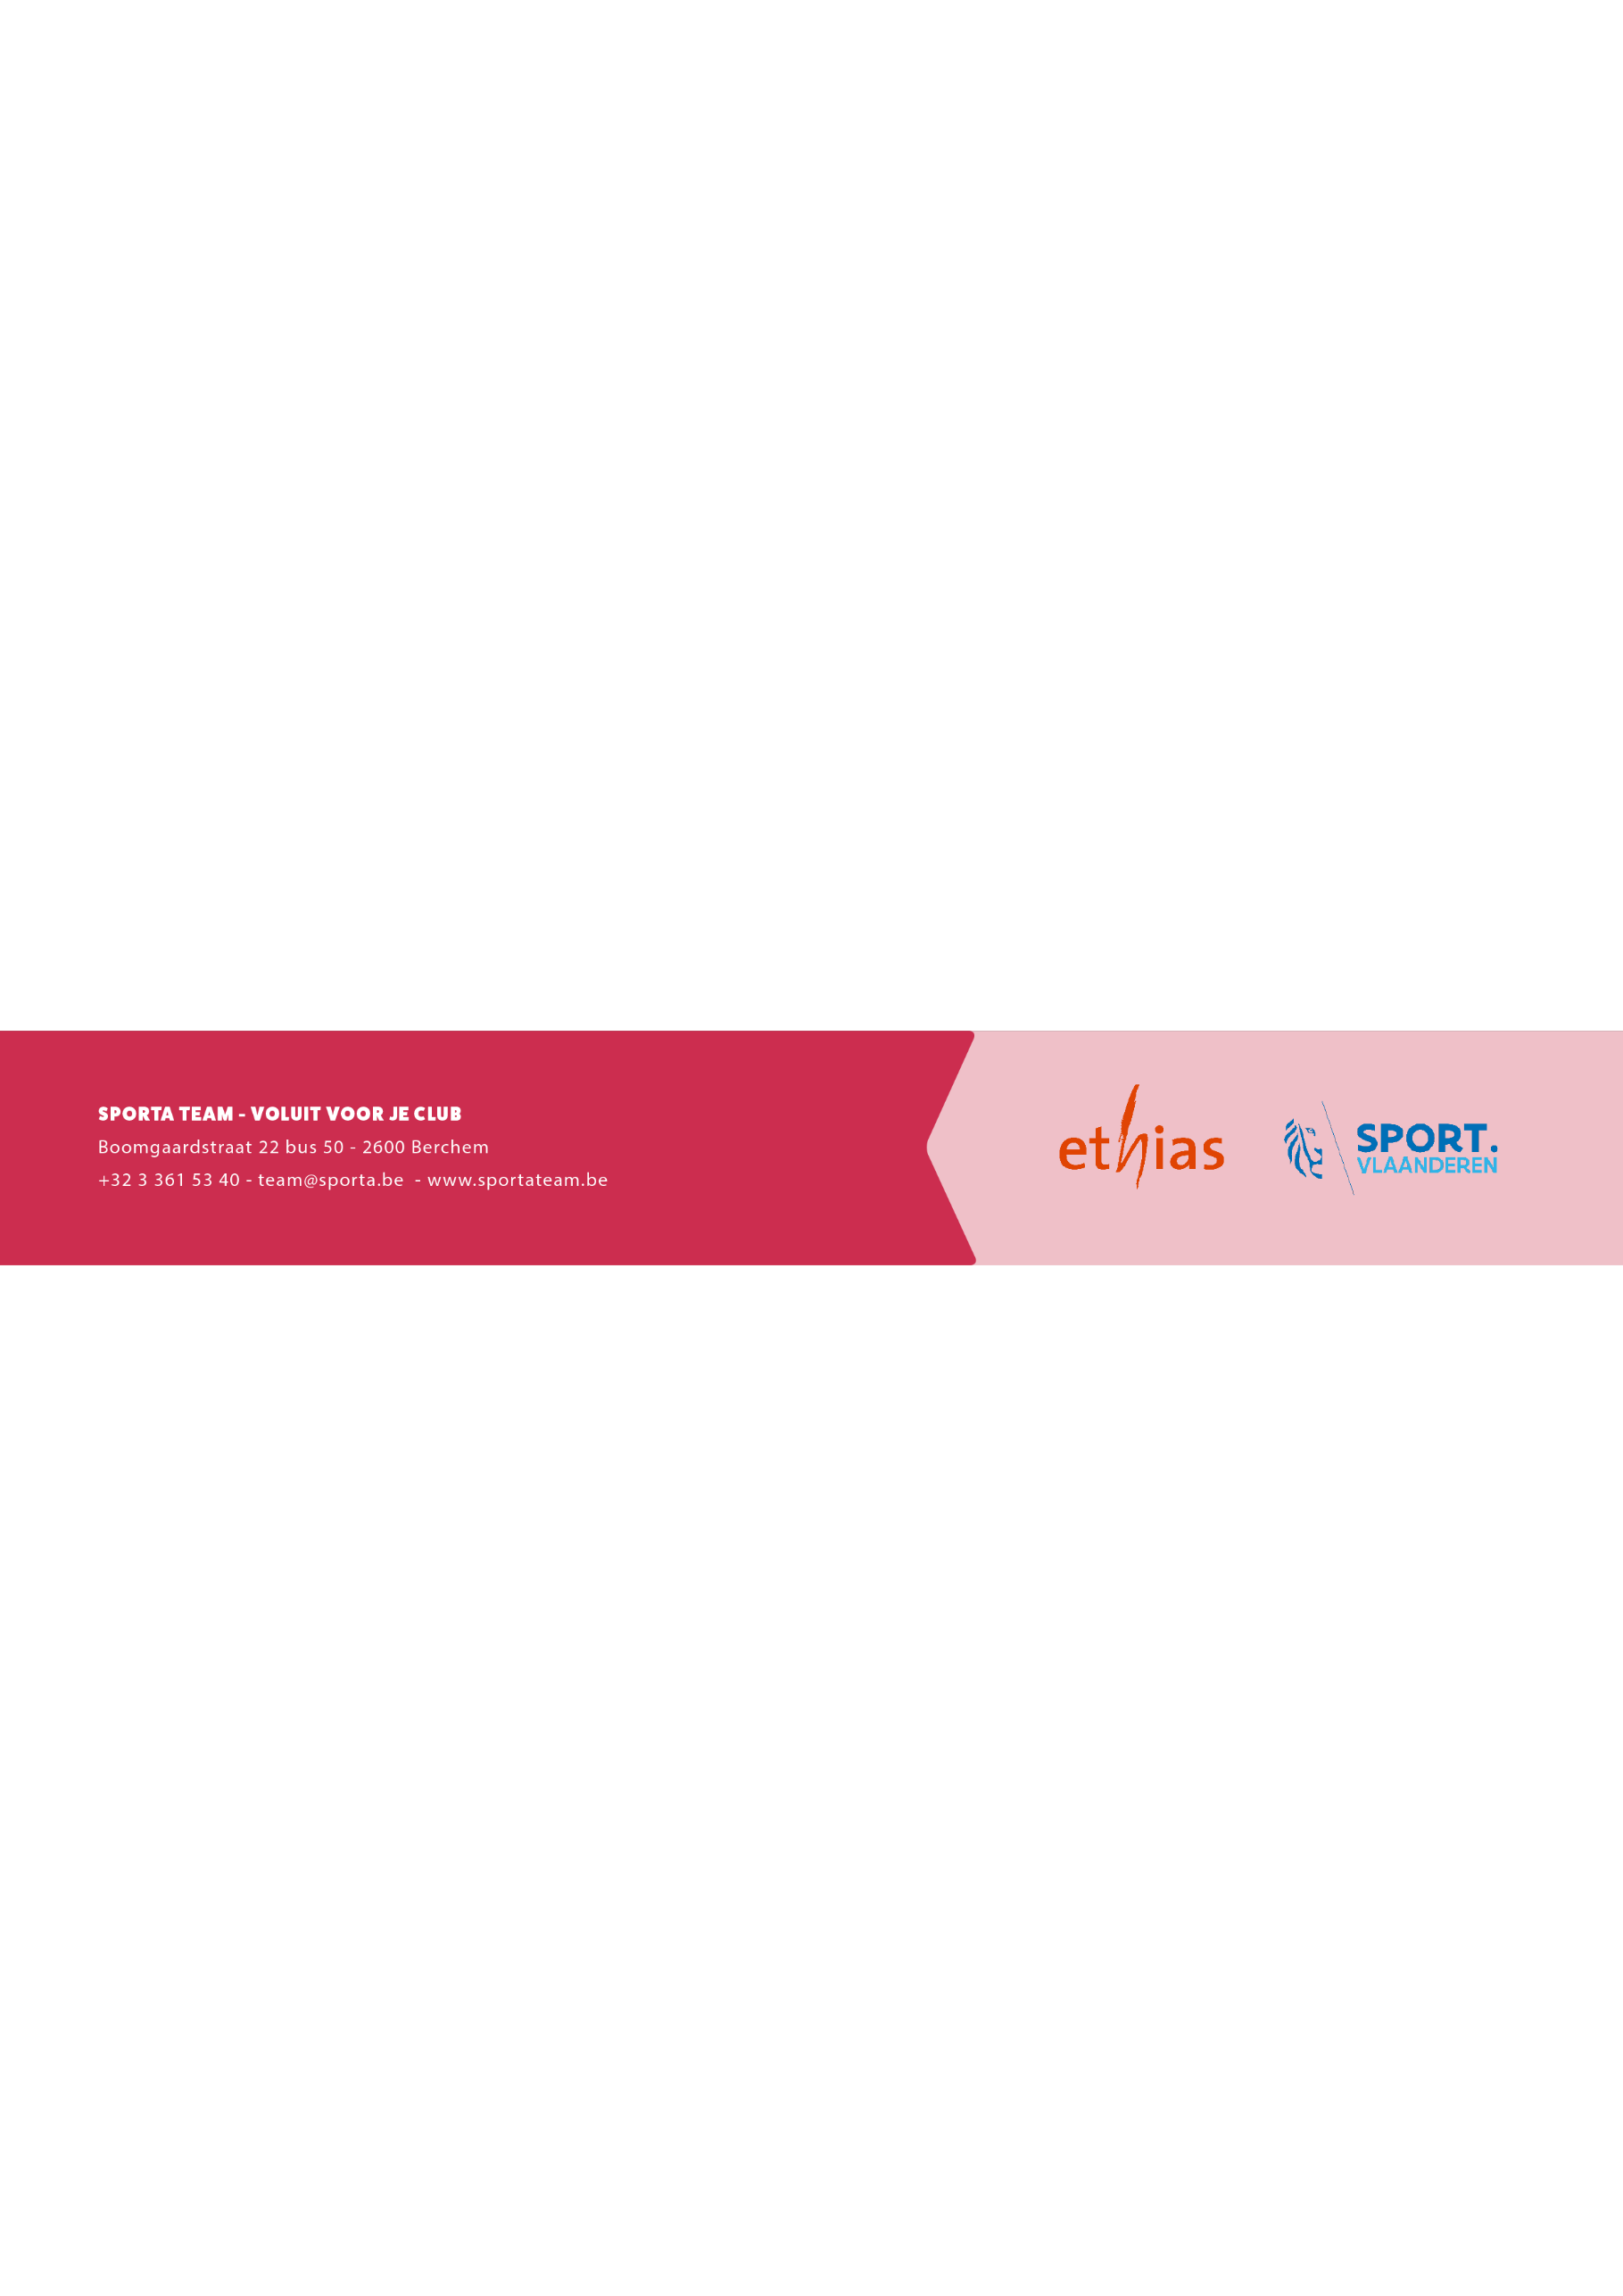 SPORTA TEAM - VOLUIT VOOR JE CLUB
Boomgaardstraat 22 bus 50 - 2600 Berchem
+32 3 361 53 40 - team@sporta.be - www.sportateam.be
ethias
SPORT.
VLAANDEREN